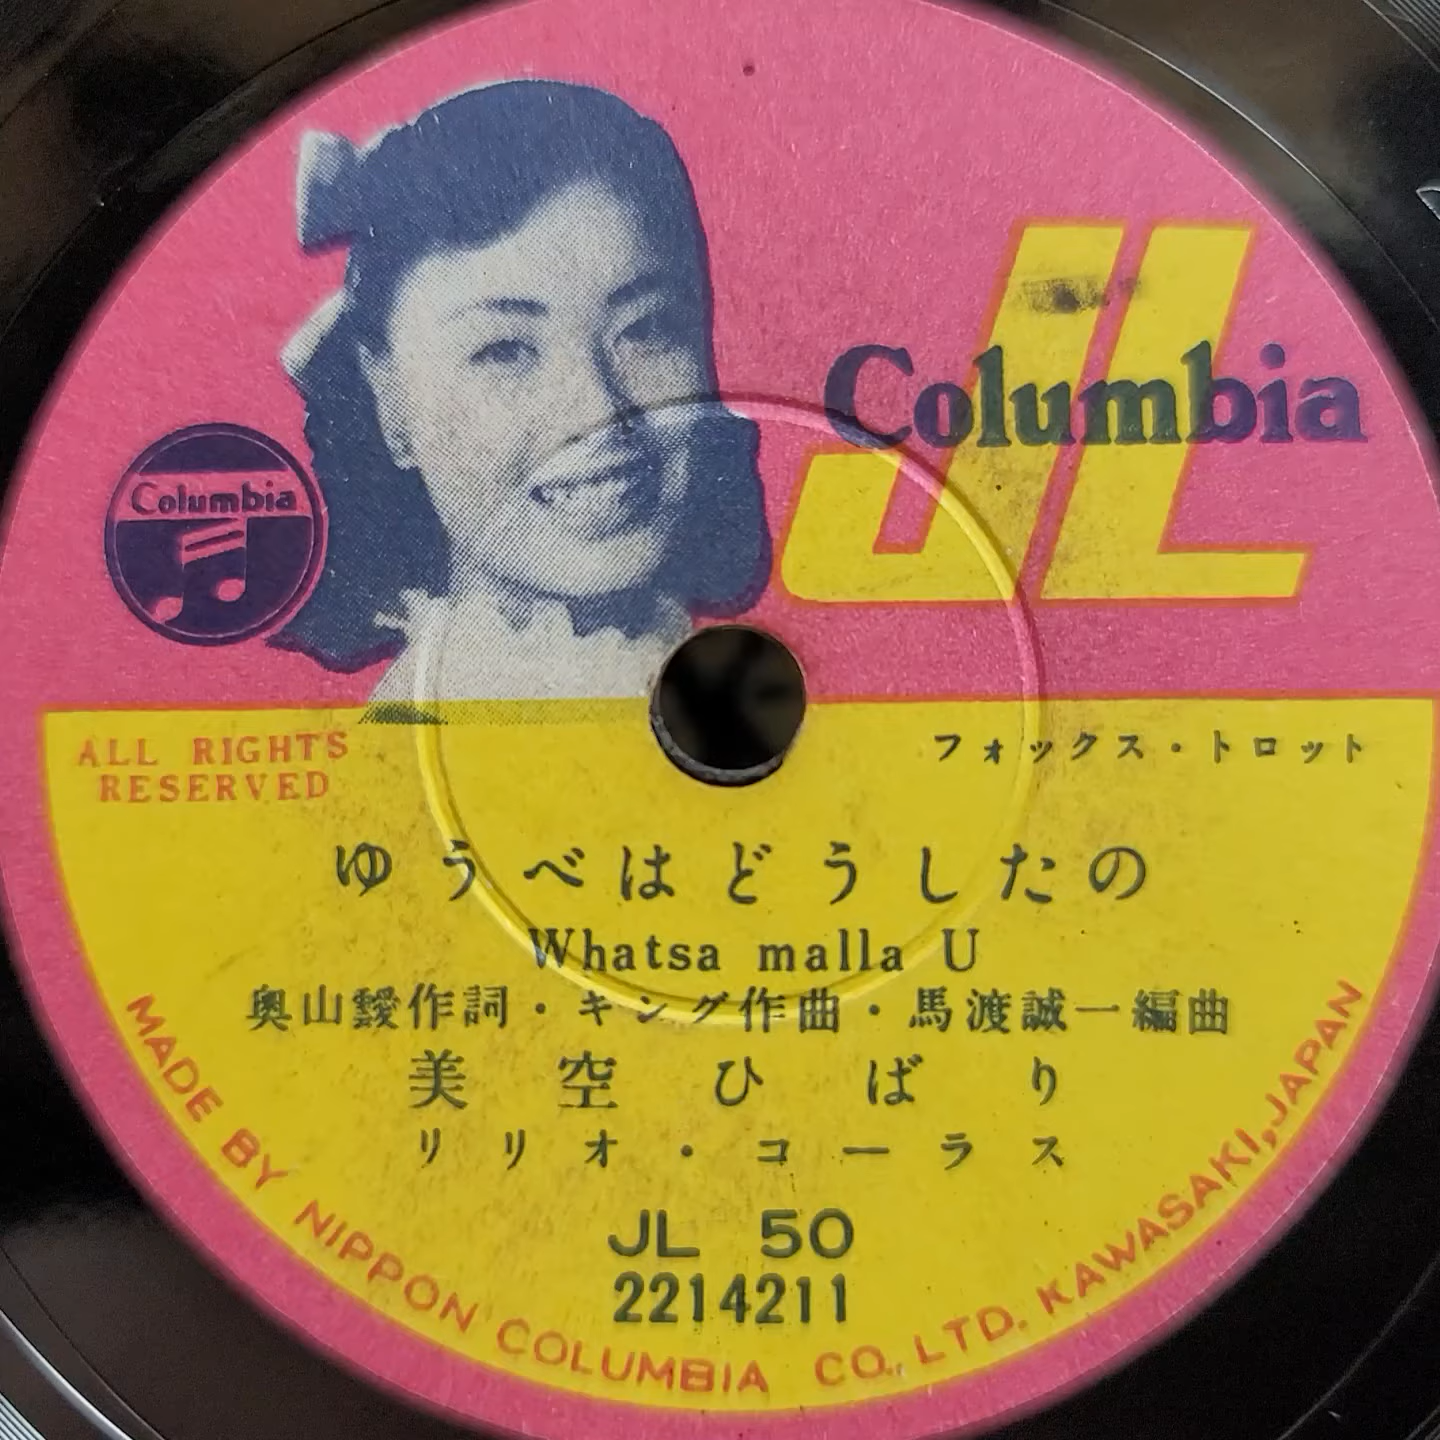 JL
Columbia
Columbia
ALL RIGHTS
RESERVED
フォックス・トロット
ゆうべはどうしたの
Whatsa malla U
奥山靉作詞・キング作曲・馬渡誠一編曲
美空ひばり
リリオ・コーラス
JL 50
2214211
MADE BY NIPPON COLUMBIA CO., LTD. KAWASAKI, JAPAN